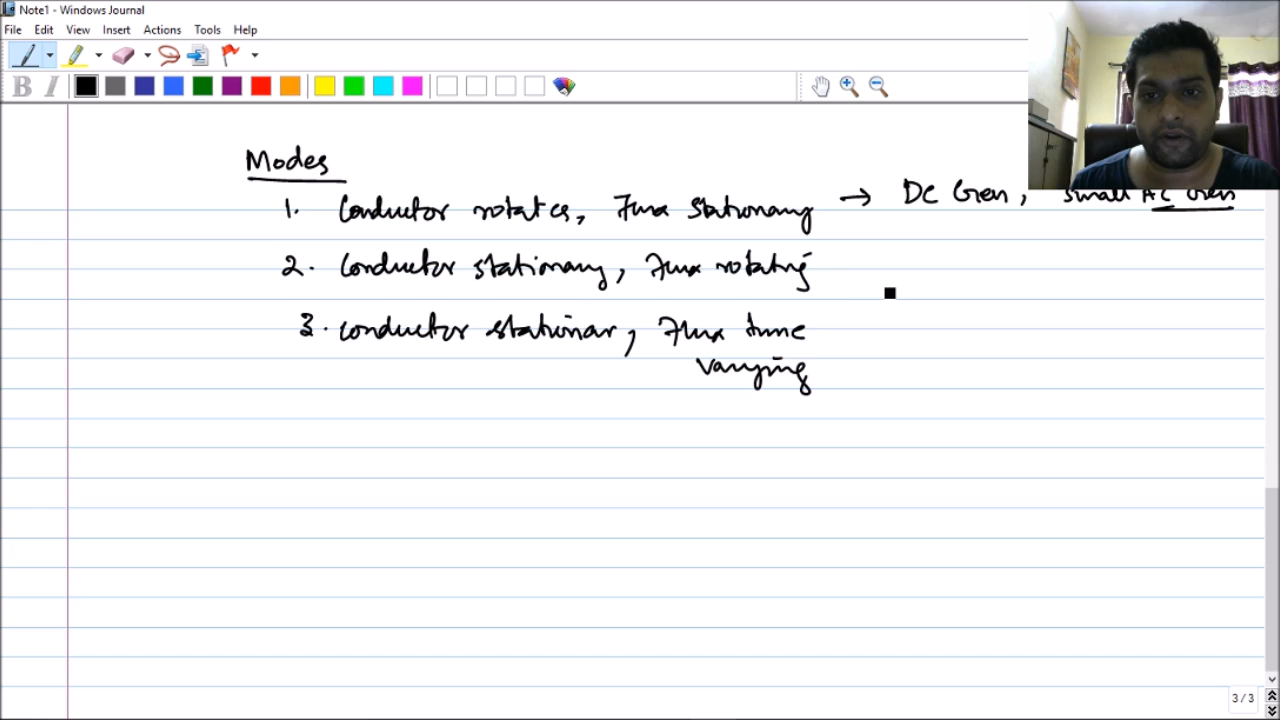 Note1 - Windows Journal
File Edit View Insert Actions Tools Help
B I
Modes
1. Conductor rotates, Flux stationary → DC Gen, Small AC Gen
2. Conductor stationary, Flux rotating
3. conductor stationar, Flux time
varying
3 / 3